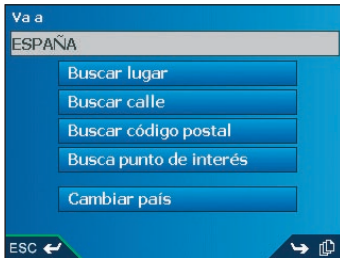 Va a
ESPAÑA
Buscar lugar
Buscar calle
Buscar código postal
Busca punto de interés
Cambiar país
ESC